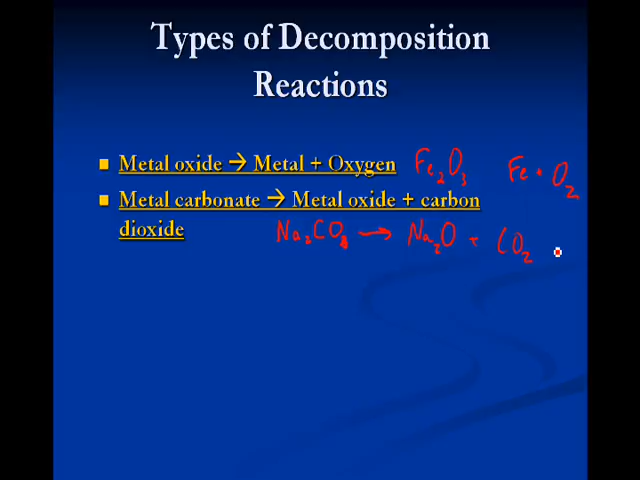 Types of Decomposition
Reactions
Metal oxide → Metal + Oxygen Fe₂O₃ Fe + O₂
Metal carbonate → Metal oxide + carbon
dioxide Na₂CO₃ → Na₂O + CO₂